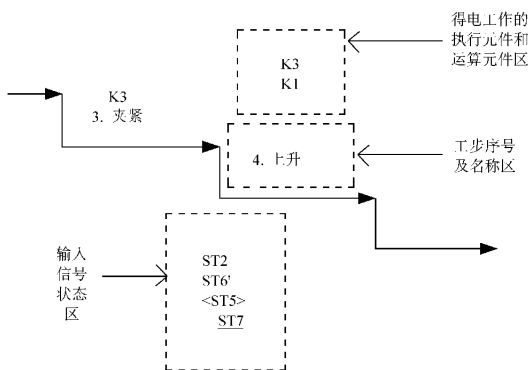 得电工作的
执行元件和
运算元件区
K3
K1
K3
3. 夹紧
4. 上升
工步序号
及名称区
输入
信号
状态
区
ST2
ST6'
<ST5>
ST7